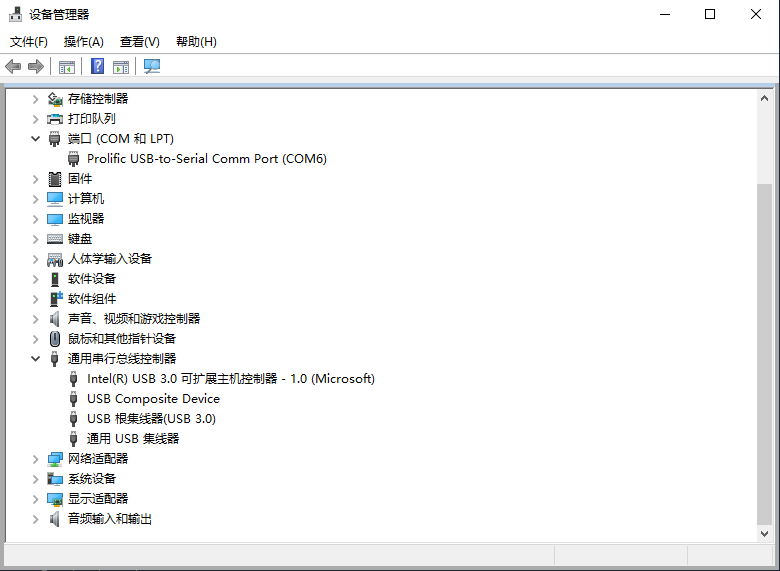 设备管理器
文件(F) 操作(A) 查看(V) 帮助(H)
存储控制器
打印队列
端口 (COM 和 LPT)
Prolific USB-to-Serial Comm Port (COM6)
固件
计算机
监视器
键盘
人体学输入设备
软件设备
软件组件
声音、视频和游戏控制器
鼠标和其他指针设备
通用串行总线控制器
Intel(R) USB 3.0 可扩展主机控制器 - 1.0 (Microsoft)
USB Composite Device
USB 根集线器(USB 3.0)
通用 USB 集线器
网络适配器
系统设备
显示适配器
音频输入和输出